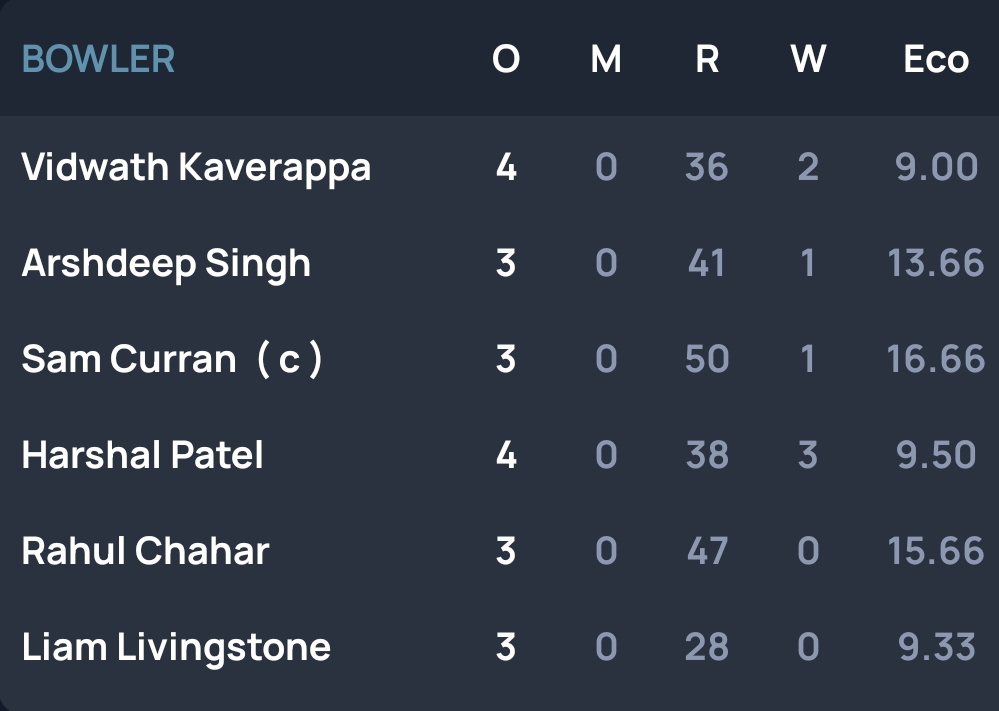 BOWLER O M R W Eco
Vidwath Kaverappa 4 0 36 2 9.00
Arshdeep Singh 3 0 41 1 13.66
Sam Curran ( c ) 3 0 50 1 16.66
Harshal Patel 4 0 38 3 9.50
Rahul Chahar 3 0 47 0 15.66
Liam Livingstone 3 0 28 0 9.33